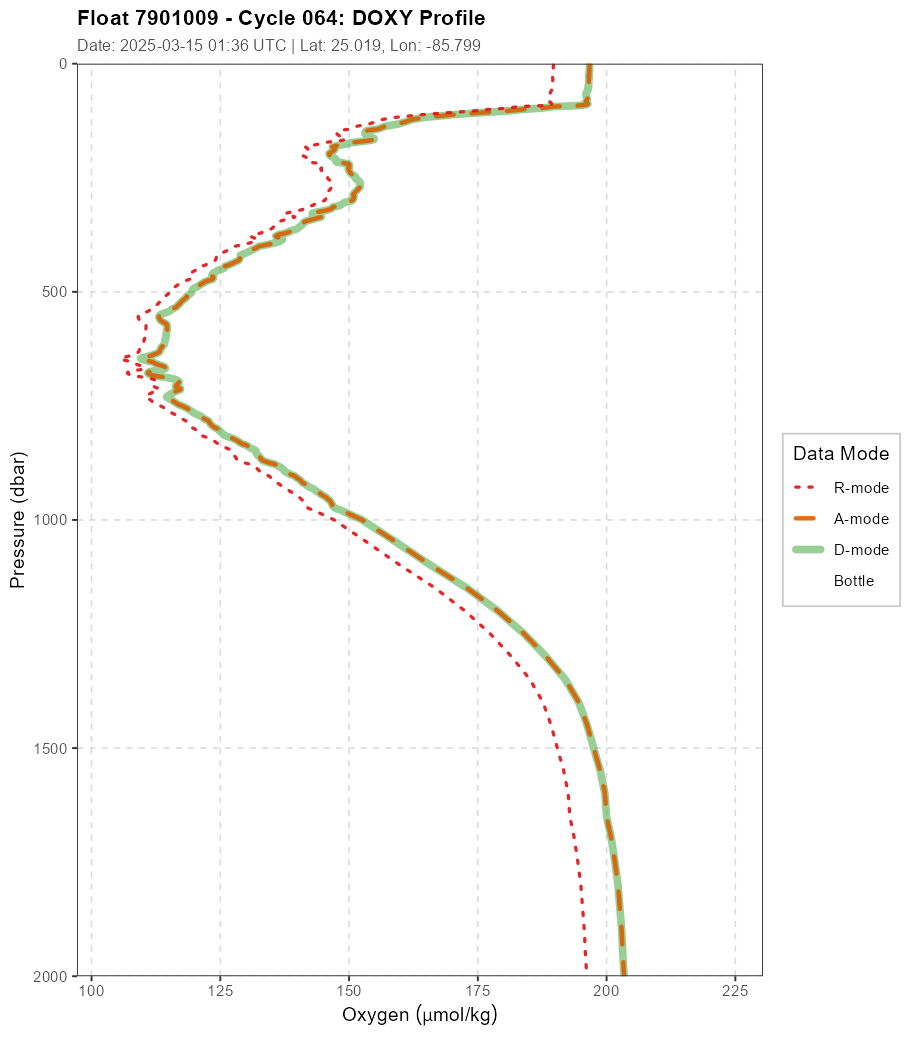 Float 7901009 - Cycle 064: DOXY Profile
Date: 2025-03-15 01:36 UTC | Lat: 25.019, Lon: -85.799
0
500
1000
1500
2000
Pressure (dbar)
100 125 150 175 200 225
Oxygen (μmol/kg)
Data Mode
R-mode
A-mode
D-mode
Bottle